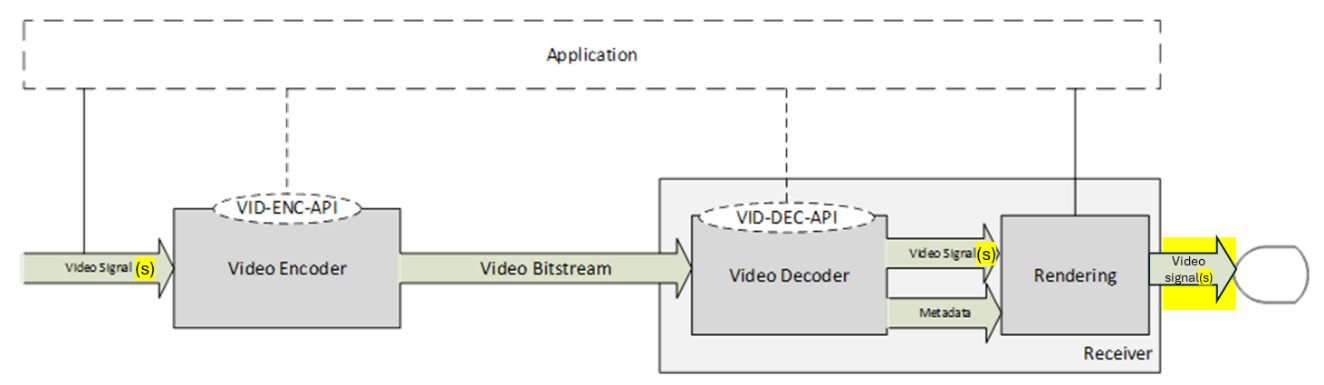 Application
VID-ENC-API
VID-DEC-API
Video Signal (s)
Video Encoder
Video Bitstream
Video Decoder
Video Signal(s)
Metadata
Rendering
Video
signal(s)
Receiver